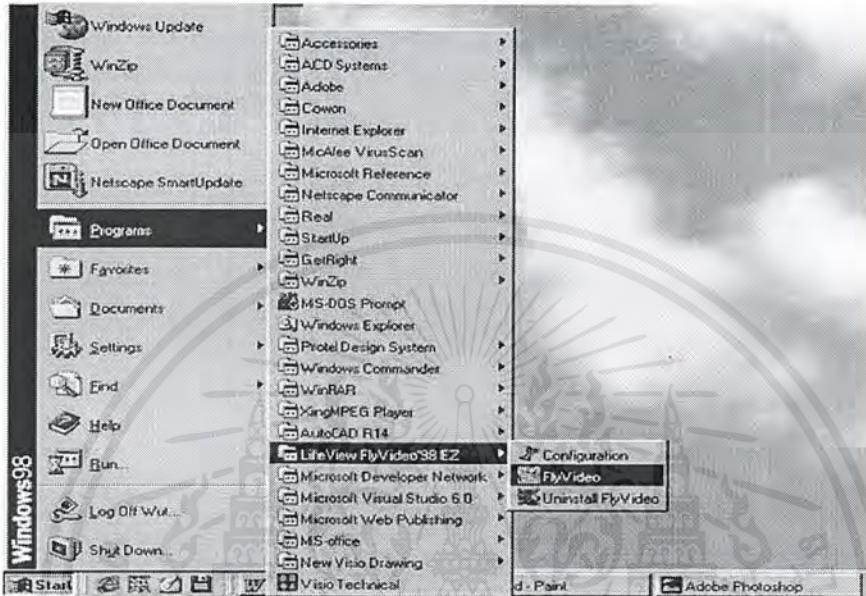 Windows Update
WinZip
New Office Document
Open Office Document
Netscape SmartUpdate
Programs
Favorites
Documents
Settings
Find
Help
Run...
Log Off Wut...
Shut Down...
Windows98
Accessories
ACD Systems
Adobe
Cowon
Internet Explorer
McAfee VirusScan
Microsoft Reference
Netscape Communicator
Real
StartUp
GetRight
WinZip
MS-DOS Prompt
Windows Explorer
Protel Design System
Windows Commander
WinRAR
XingMPEG Player
AutoCAD R14
LifeView FlyVideo'98 EZ
Microsoft Developer Network
Microsoft Visual Studio 6.0
Microsoft Web Publishing
MS-office
New Visio Drawing
Visio Technical
Configuration
FlyVideo
Uninstall FlyVideo
Start
d - Paint
Adobe Photoshop